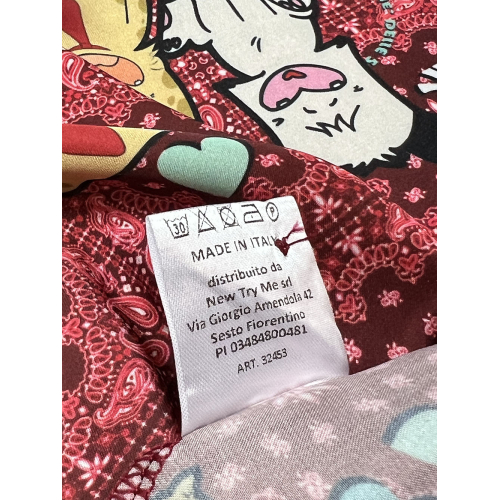 30 P
MADE IN ITALY
distribuito da
New Try Me srl
Via Giorgio Amendola 42
Sesto Fiorentino
PI 03484800481
ART. 32453